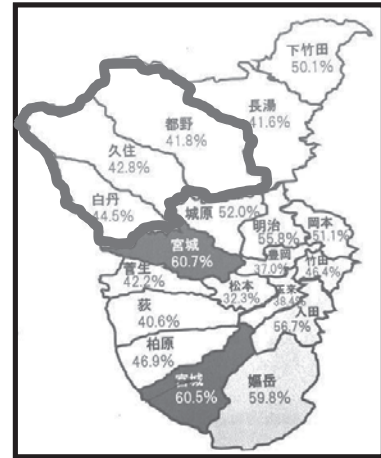 下竹田
50.1%
長湯
41.6%
都野
41.8%
久住
42.8%
白丹
44.5%
城原 52.0%
明治
55.8%
岡本
51.1%
宮城
60.7%
豊岡
37.0%
竹田
46.4%
菅生
42.2%
松本
32.3%
玉来
38.4%
入田
56.7%
荻
40.6%
柏原
46.9%
宮城
60.5%
嫗岳
59.8%